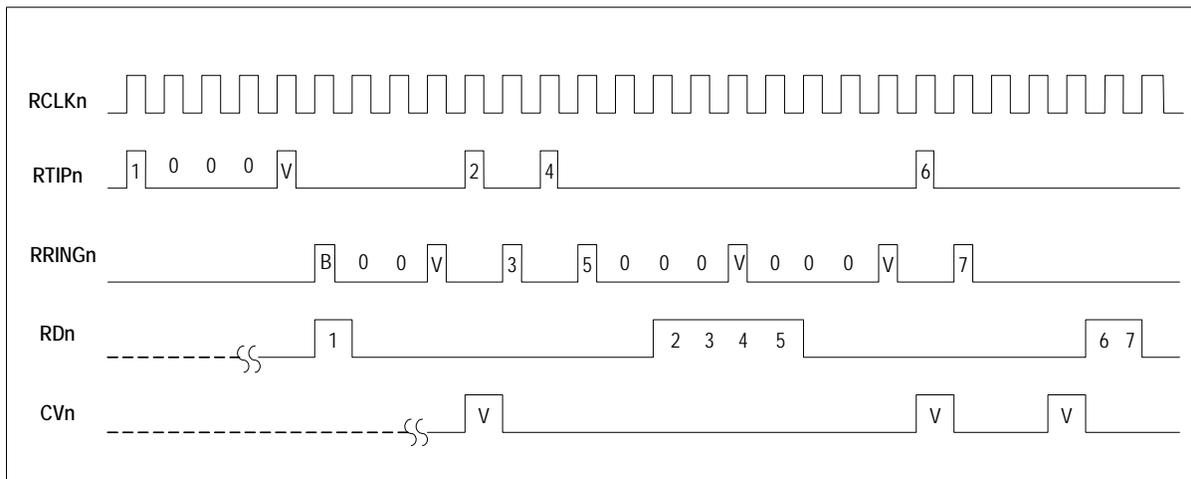 RCLKn
RTIPn 1 0 0 0 V 2 4 6
RRINGn B 0 0 V 3 5 0 0 0 V 0 0 0 V 7
RDn 1 2 3 4 5 6 7
CVn V V V